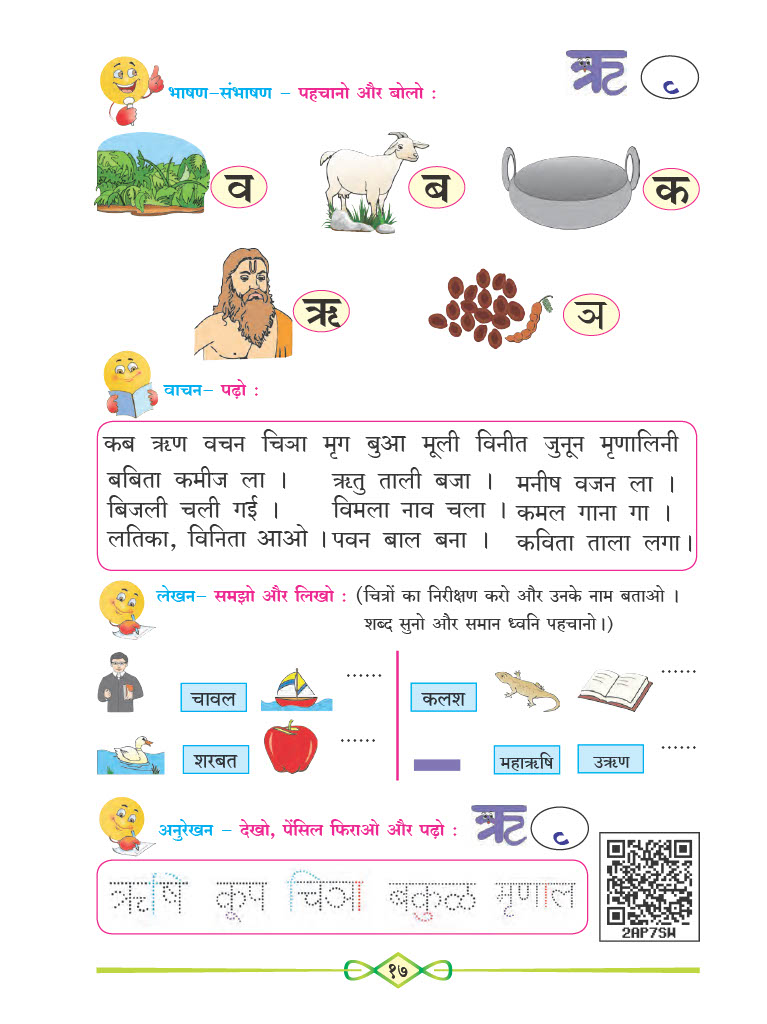 ऋ ृ
भाषण-संभाषण - पहचानो और बोलो :
व ब क
ऋ ञ
वाचन- पढ़ो :
कब ऋण वचन चिञा मृग बुआ मूली विनीत जुनून मृणालिनी
बबिता कमीज ला । ऋतु ताली बजा । मनीष वजन ला ।
बिजली चली गई । विमला नाव चला । कमल गाना गा ।
लतिका, विनिता आओ । पवन बाल बना । कविता ताला लगा।
लेखन- समझो और लिखो : (चित्रों का निरीक्षण करो और उनके नाम बताओ ।
शब्द सुनो और समान ध्वनि पहचानो।)
चावल ...... कलश ......
शरबत ...... महाऋषि उऋण ......
अनुरेखन - देखो, पेंसिल फिराओ और पढ़ो : ऋ ृ
ऋषि कूप चिञा बकुळ मृणाल
2AP7SW
१७